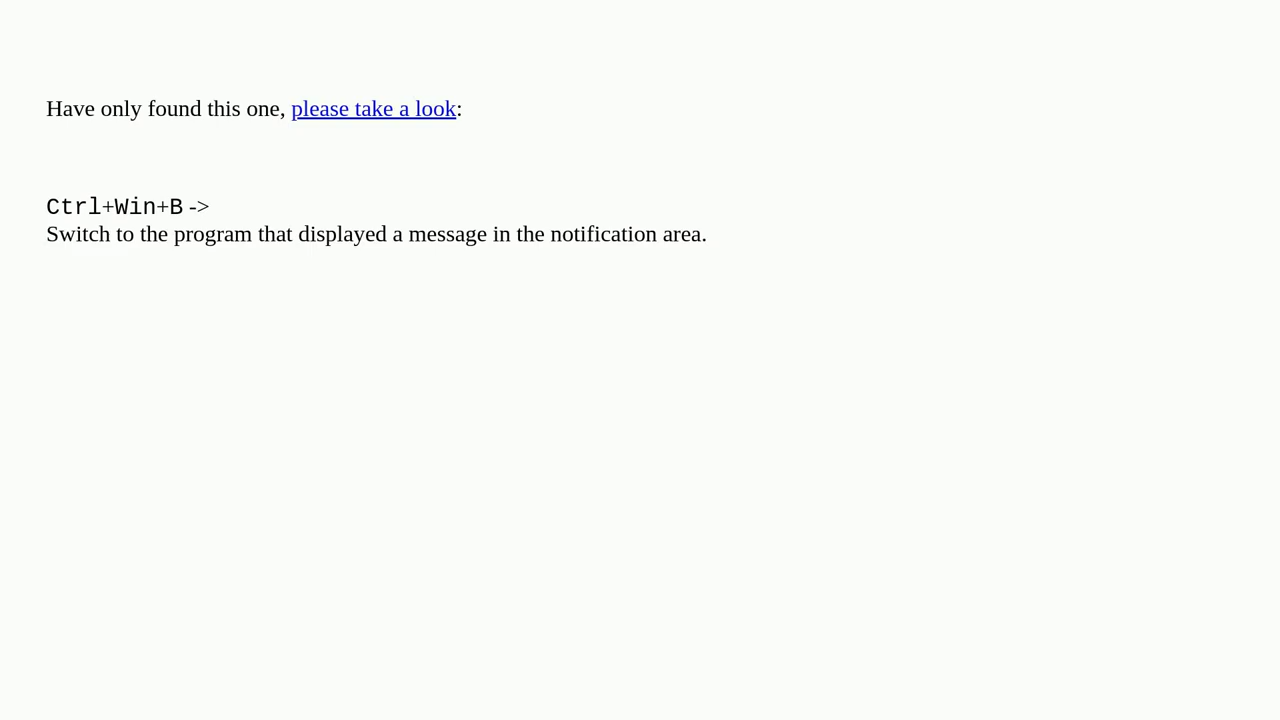 Have only found this one, please take a look:
Ctrl+Win+B ->
Switch to the program that displayed a message in the notification area.